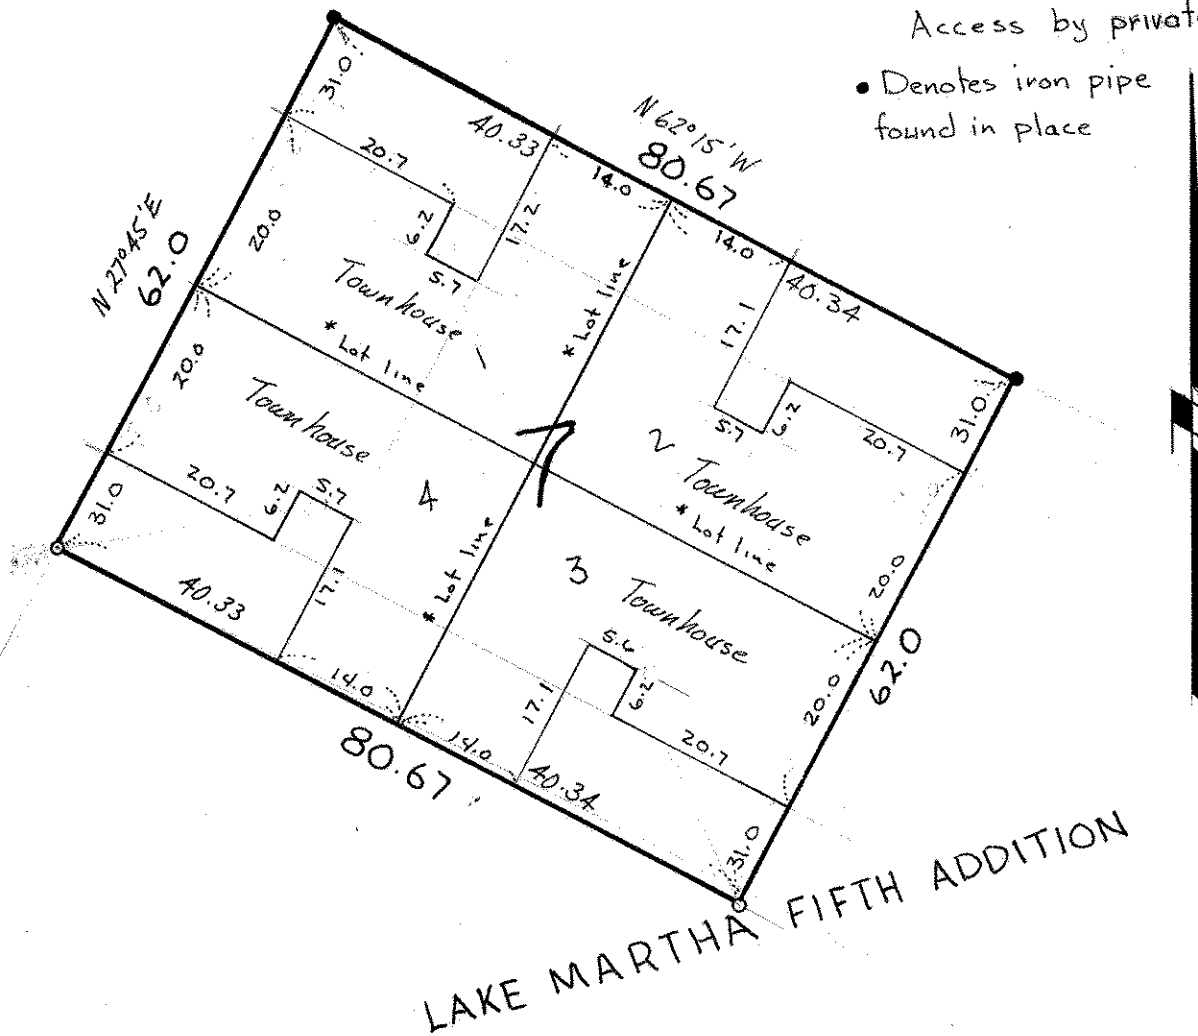 Access by privat
• Denotes iron pipe
found in place
N 62°15'W
80.67
40.33
14.0
14.0
40.34
31.0
20.7
6.2
5.7
17.2
N 27°45'E
62.0
20.0
20.0
31.0
Townhouse 1
* Lot line
* Lot line
17.1
5.7
6.2
20.7
31.0
2 Townhouse
* Lot line
20.0
62.0
20.0
31.0
Townhouse
4
20.7
6.2
5.7
17.1
* Lot line
40.33
14.0
7
3 Townhouse
5.6
6.2
17.1
20.7
14.0
40.34
80.67
LAKE MARTHA FIFTH ADDITION